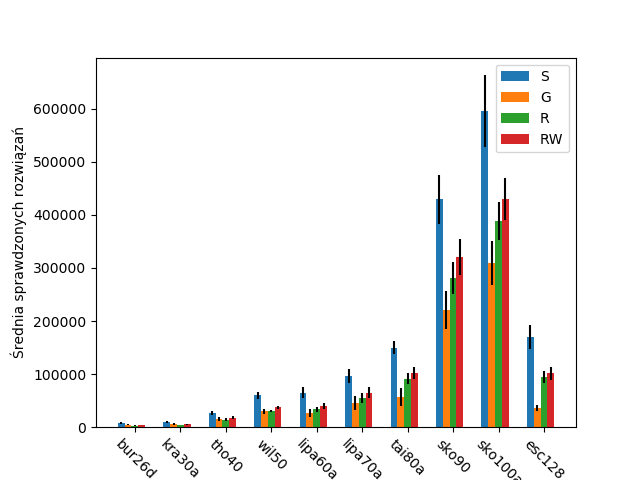 Średnia sprawdzonych rozwiązań
600000
500000
400000
300000
200000
100000
0
S
G
R
RW
bur26d
kra30a
tho40
wil50
lipa60a
lipa70a
tai80a
sko90
sko100a
esc128